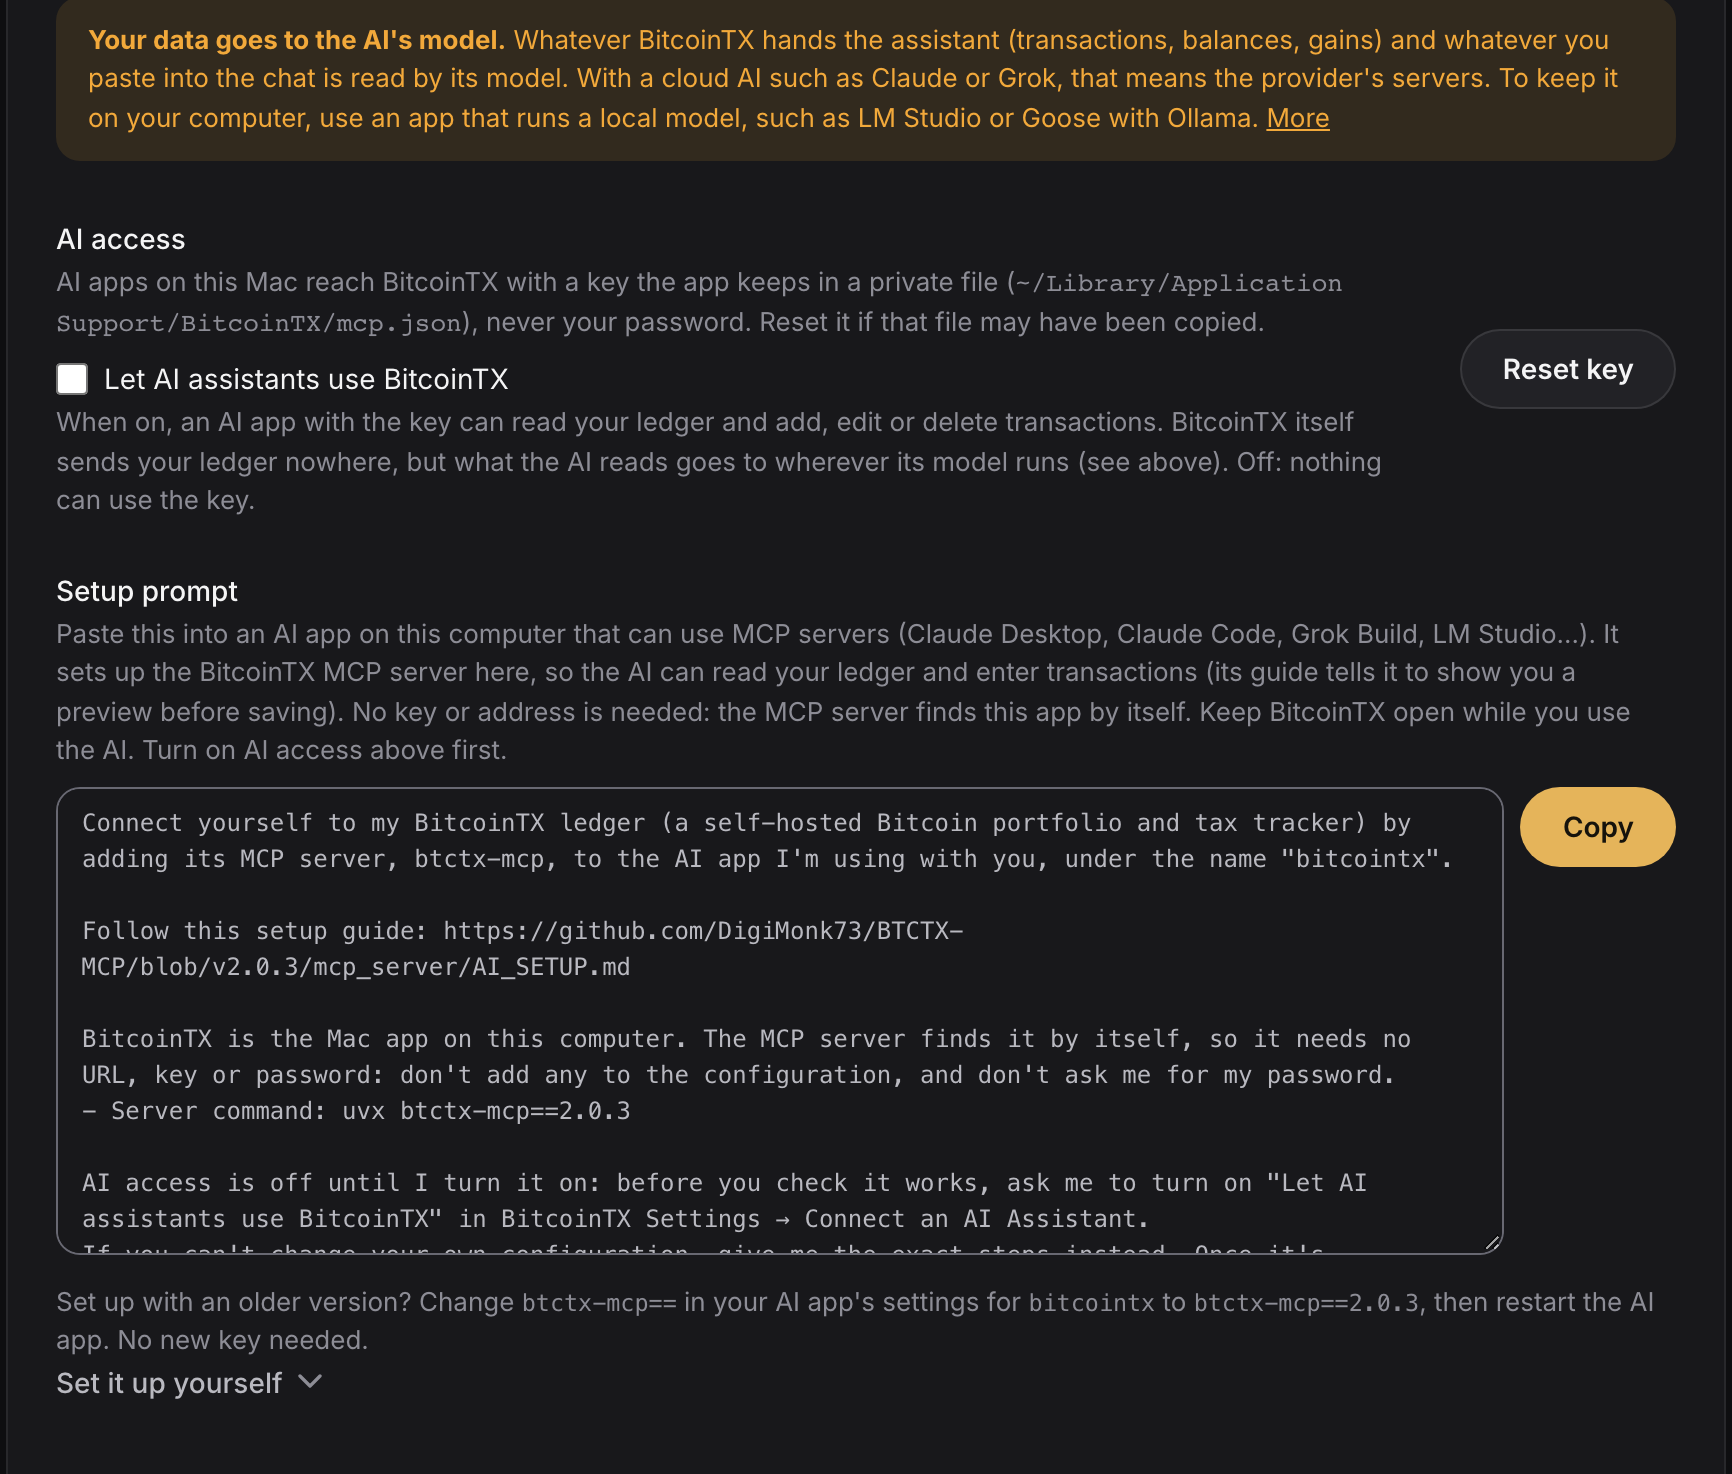 Your data goes to the AI's model. Whatever BitcoinTX hands the assistant (transactions, balances, gains) and whatever you
paste into the chat is read by its model. With a cloud AI such as Claude or Grok, that means the provider's servers. To keep it
on your computer, use an app that runs a local model, such as LM Studio or Goose with Ollama. More
AI access
AI apps on this Mac reach BitcoinTX with a key the app keeps in a private file (~/Library/Application
Support/BitcoinTX/mcp.json), never your password. Reset it if that file may have been copied.
Reset key
Let AI assistants use BitcoinTX
When on, an AI app with the key can read your ledger and add, edit or delete transactions. BitcoinTX itself
sends your ledger nowhere, but what the AI reads goes to wherever its model runs (see above). Off: nothing
can use the key.
Setup prompt
Paste this into an AI app on this computer that can use MCP servers (Claude Desktop, Claude Code, Grok Build, LM Studio...). It
sets up the BitcoinTX MCP server here, so the AI can read your ledger and enter transactions (its guide tells it to show you a
preview before saving). No key or address is needed: the MCP server finds this app by itself. Keep BitcoinTX open while you use
the AI. Turn on AI access above first.
Connect yourself to my BitcoinTX ledger (a self-hosted Bitcoin portfolio and tax tracker) by
adding its MCP server, btctx-mcp, to the AI app I'm using with you, under the name "bitcointx".
Copy
Follow this setup guide: https://github.com/DigiMonk73/BTCTX-
MCP/blob/v2.0.3/mcp_server/AI_SETUP.md
BitcoinTX is the Mac app on this computer. The MCP server finds it by itself, so it needs no
URL, key or password: don't add any to the configuration, and don't ask me for my password.
- Server command: uvx btctx-mcp==2.0.3
AI access is off until I turn it on: before you check it works, ask me to turn on "Let AI
assistants use BitcoinTX" in BitcoinTX Settings → Connect an AI Assistant.
If you can't change your own configuration, give me the exact steps instead. Once it's
Set up with an older version? Change btctx-mcp== in your AI app's settings for bitcointx to btctx-mcp==2.0.3, then restart the AI
app. No new key needed.
Set it up yourself